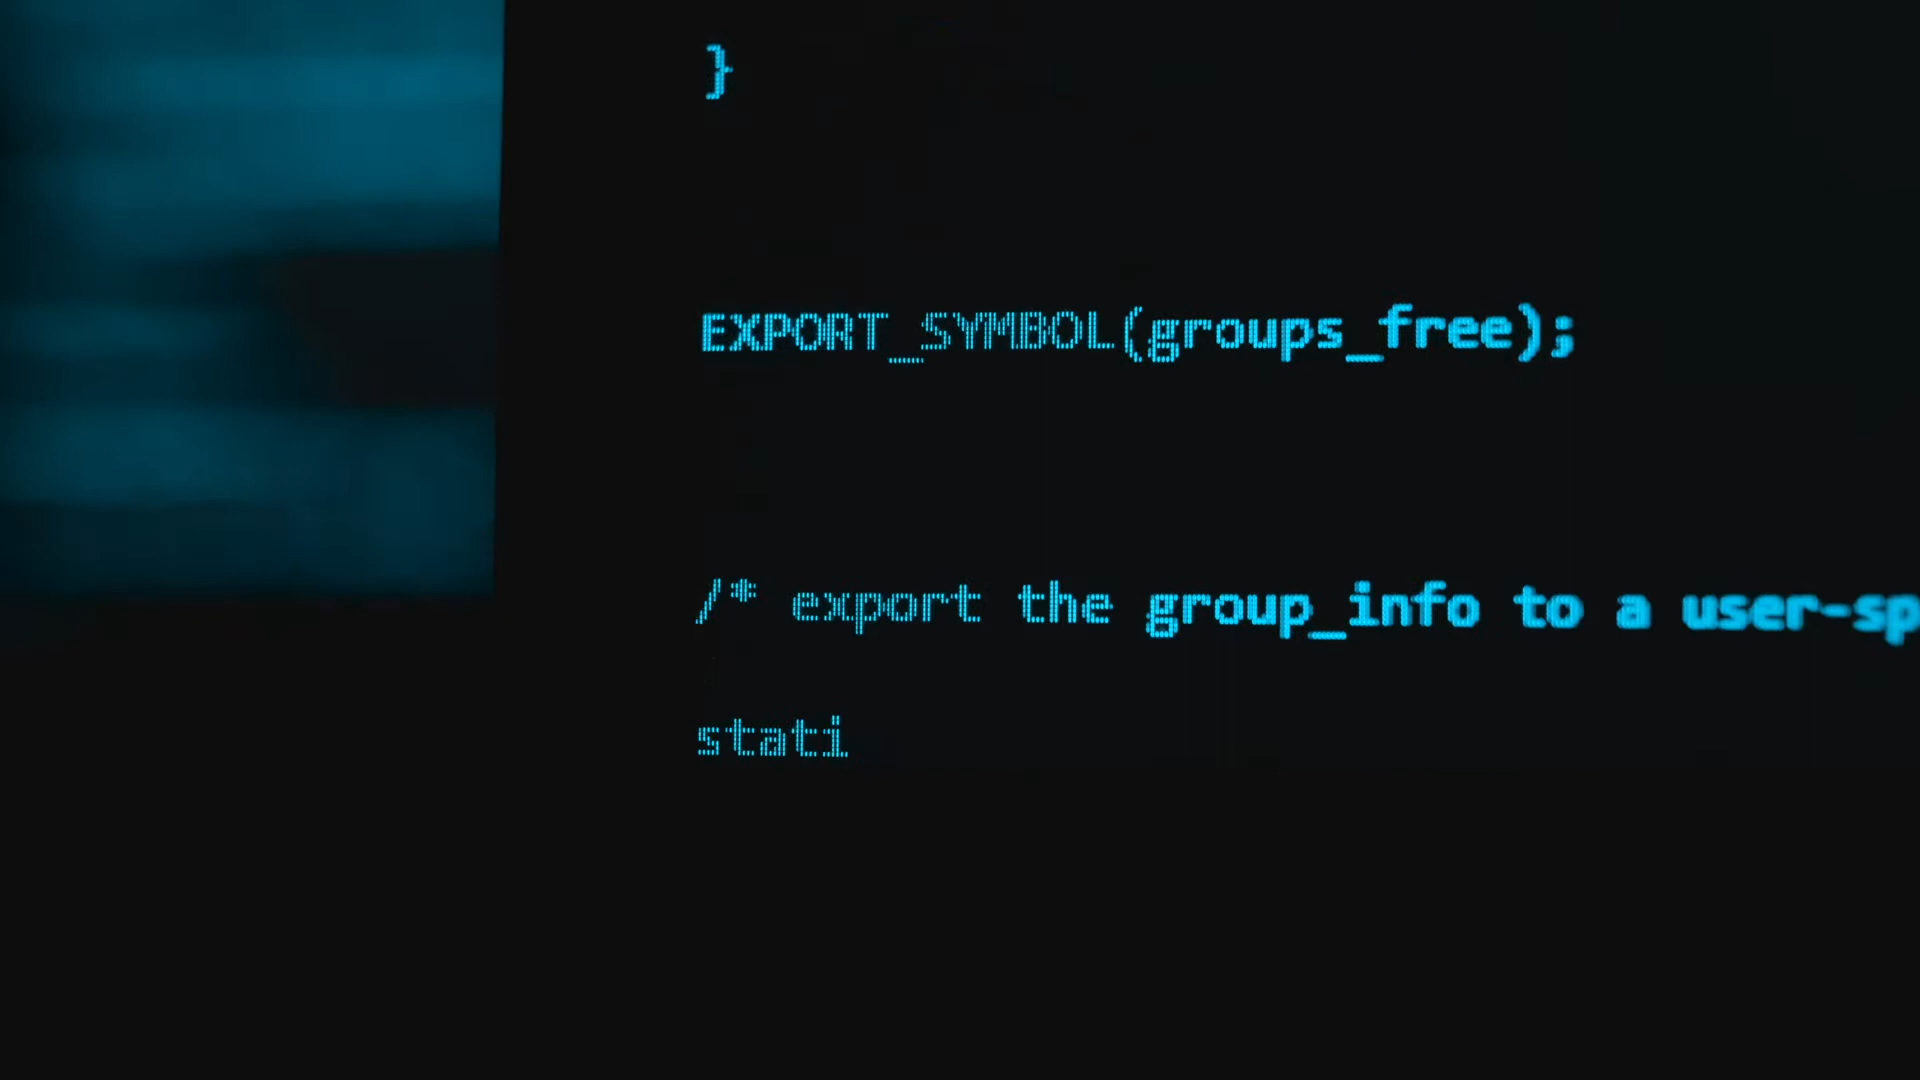 }
EXPORT_SYMBOL(groups_free);
/* export the group_info to a user-sp
stati